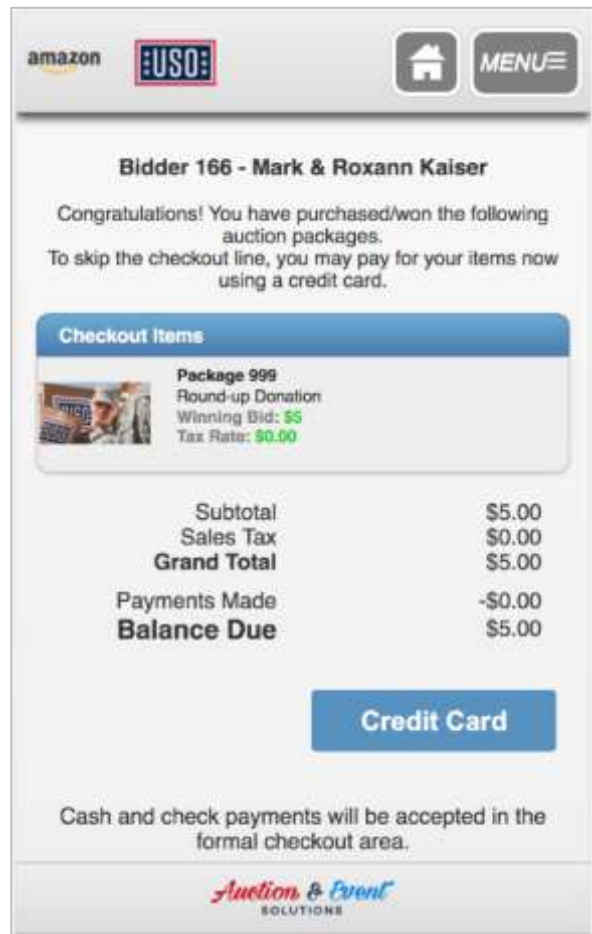 amazon
USO
MENU
Bidder 166 - Mark & Roxann Kaiser
Congratulations! You have purchased/won the following
auction packages.
To skip the checkout line, you may pay for your items now
using a credit card.
Checkout Items
Package 999
Round-up Donation
Winning Bid: $5
Tax Rate: $0.00
Subtotal $5.00
Sales Tax $0.00
Grand Total $5.00
Payments Made -$0.00
Balance Due $5.00
Credit Card
Cash and check payments will be accepted in the
formal checkout area.
Auction & Event
SOLUTIONS